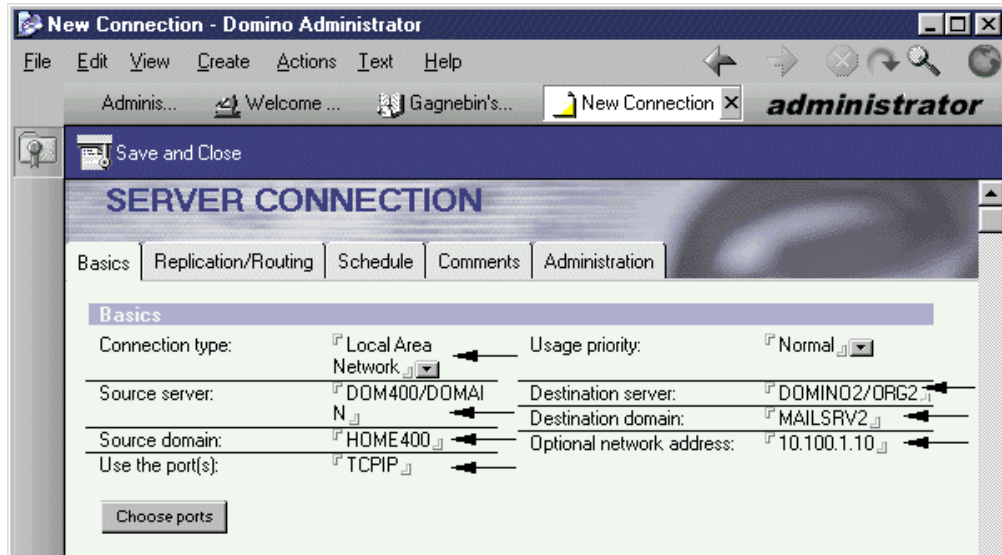 New Connection - Domino Administrator
File Edit View Create Actions Text Help
Adminis... Welcome ... Gagnebin's... New Connection administrator
Save and Close
SERVER CONNECTION
Basics Replication/Routing Schedule Comments Administration
Basics
Connection type: Local Area Usage priority: Normal
Network
Source server: DOM400/DOMAI Destination server: DOMINO2/ORG2
N Destination domain: MAILSRV2
Source domain: HOME400 Optional network address: 10.100.1.10
Use the port(s): TCPIP
Choose ports